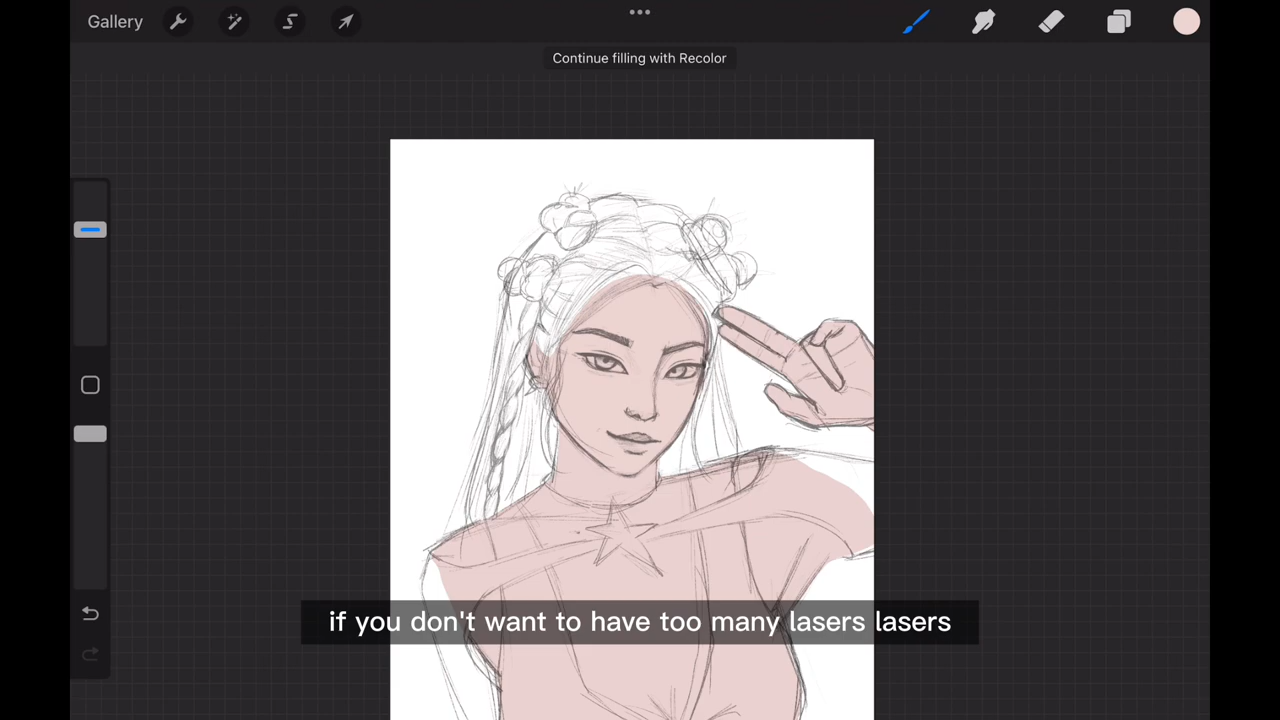 Gallery
Continue filling with Recolor
if you don't want to have too many lasers lasers